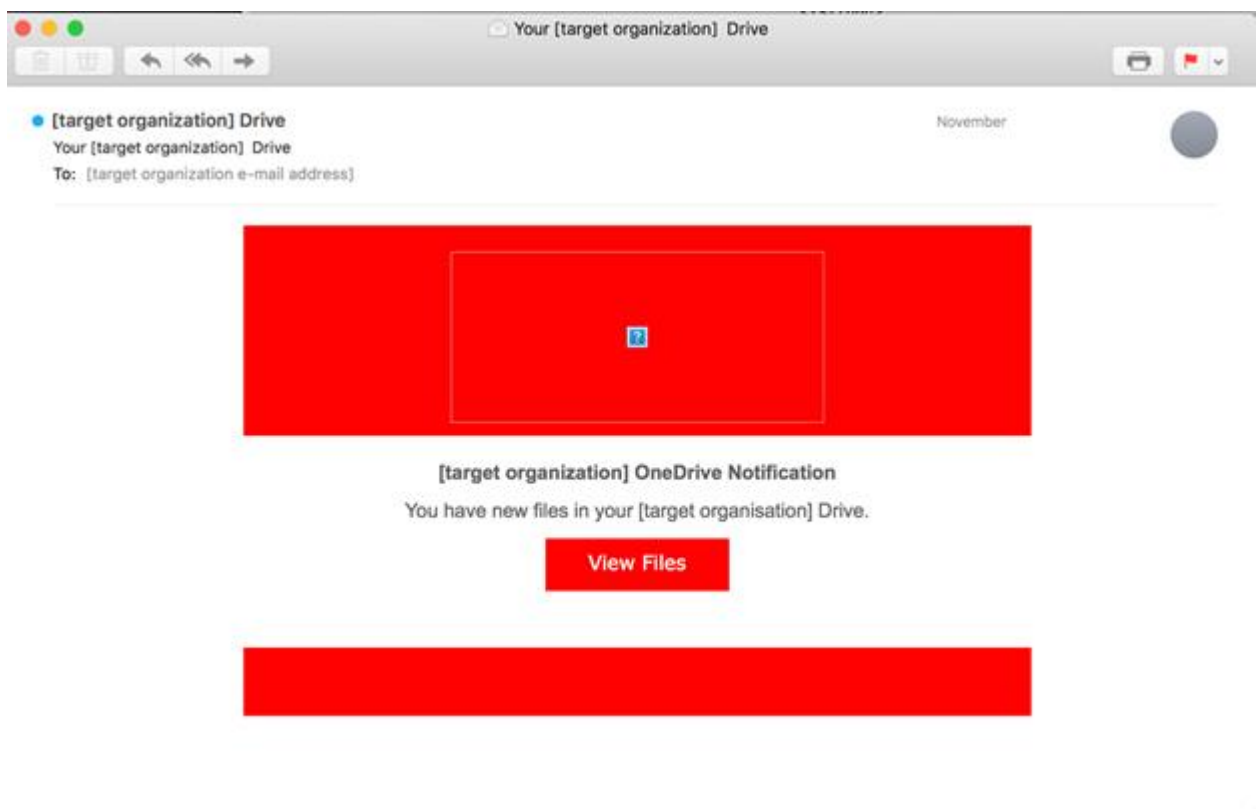 Your [target organization] Drive
[target organization] Drive
November
Your [target organization] Drive
To: [target organization e-mail address]
?
[target organization] OneDrive Notification
You have new files in your [target organisation] Drive.
View Files